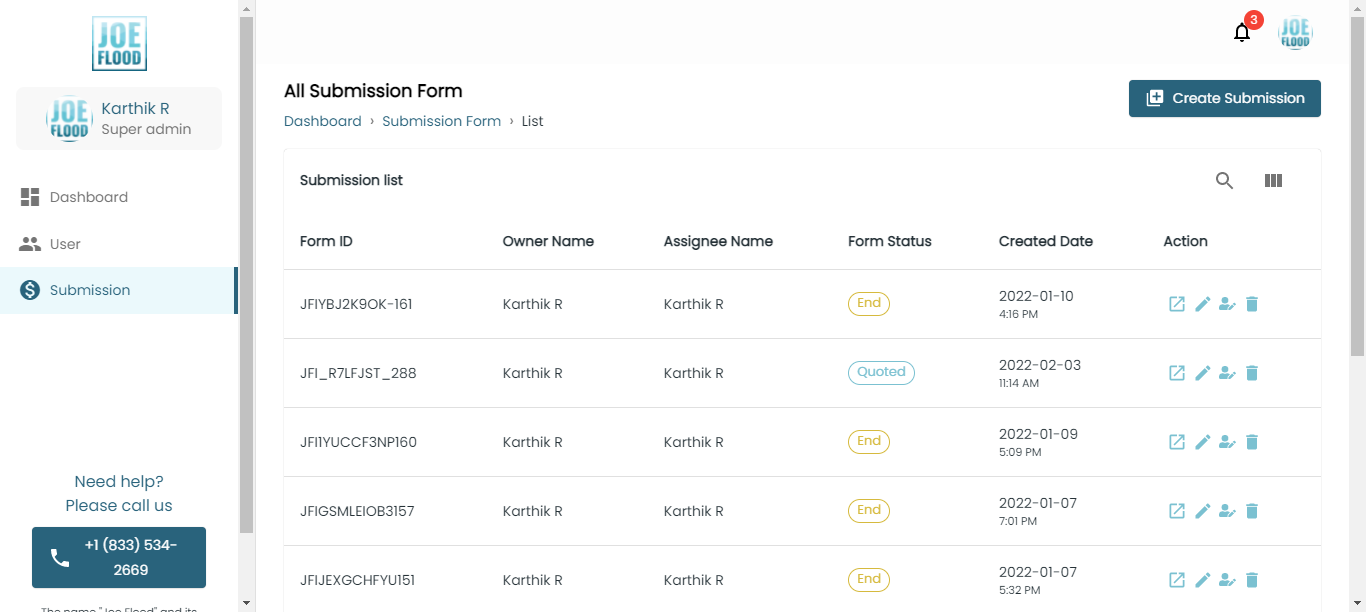 JOE
FLOOD
Karthik R
Super admin
Dashboard
User
Submission
Need help?
Please call us
+1 (833) 534-
2669
The name "Joe Flood" and its
3
JOE
FLOOD
All Submission Form
Create Submission
Dashboard › Submission Form › List
Submission list
Form ID Owner Name Assignee Name Form Status Created Date Action
JFIYBJ2K9OK-161 Karthik R Karthik R End 2022-01-10
4:16 PM
JFI_R7LFJST_288 Karthik R Karthik R Quoted 2022-02-03
11:14 AM
JFI1YUCCF3NP160 Karthik R Karthik R End 2022-01-09
5:09 PM
JFIGSMLEIOB3157 Karthik R Karthik R End 2022-01-07
7:01 PM
JFIJEXGCHFYU151 Karthik R Karthik R End 2022-01-07
5:32 PM
JOE
FLOOD